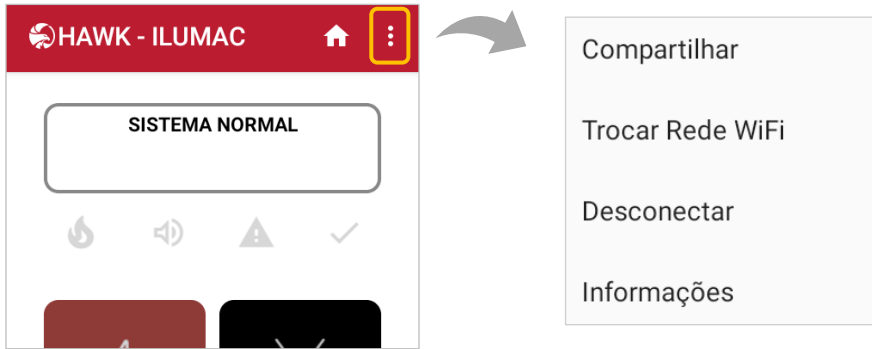 HAWK - ILUMAC
SISTEMA NORMAL
Compartilhar
Trocar Rede WiFi
Desconectar
Informações